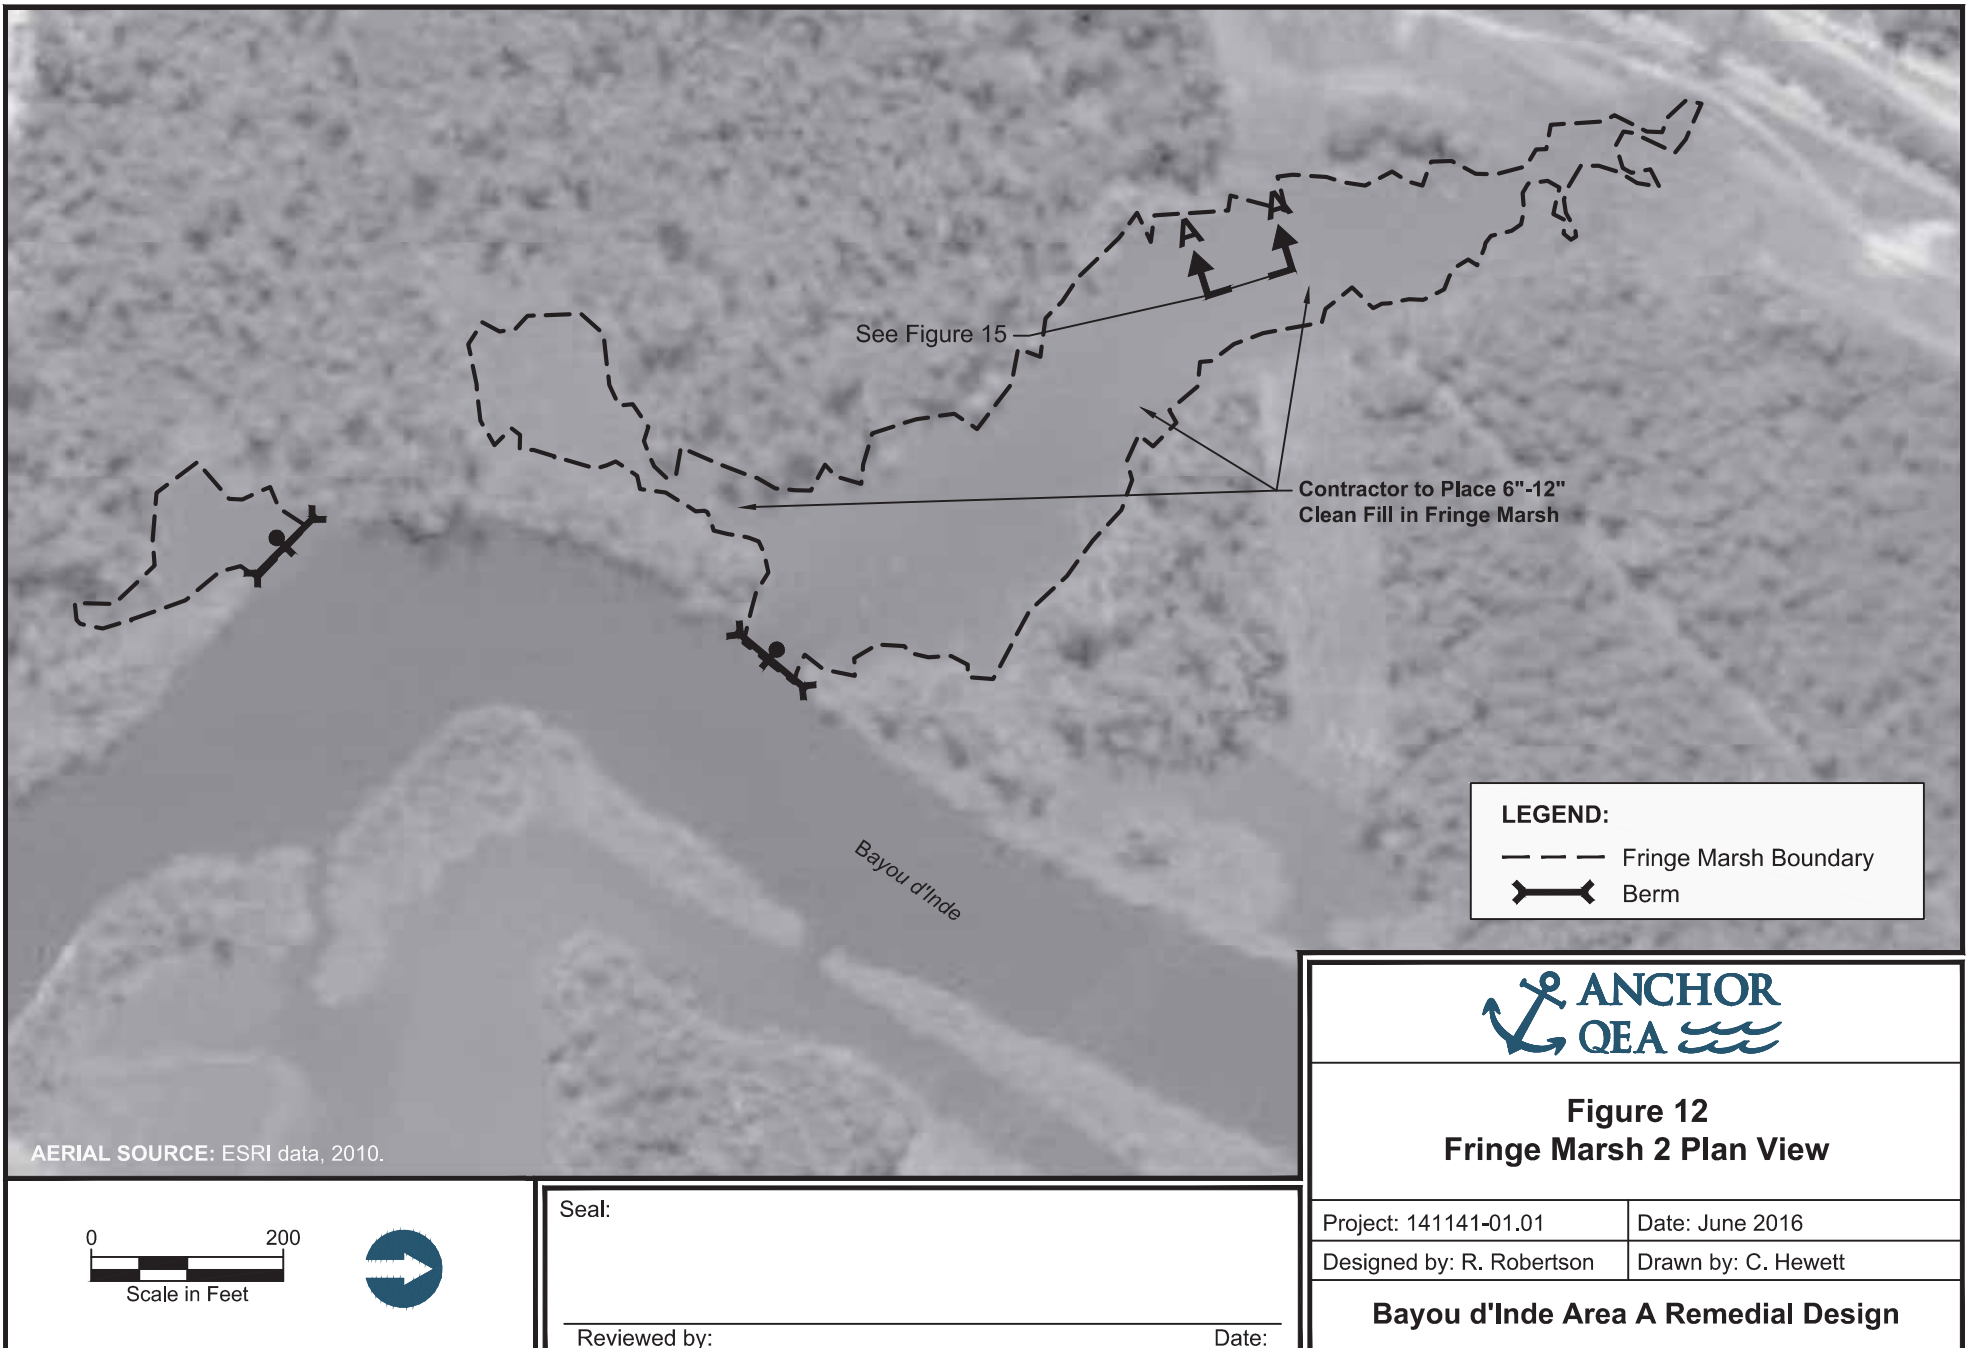 A
A
See Figure 15
Contractor to Place 6"-12"
Clean Fill in Fringe Marsh
Bayou d'Inde
LEGEND:
Fringe Marsh Boundary
Berm
AERIAL SOURCE: ESRI data, 2010.
0 200
Scale in Feet
Seal:
Reviewed by: Date:
ANCHOR
QEA
Figure 12
Fringe Marsh 2 Plan View
Project: 141141-01.01 Date: June 2016
Designed by: R. Robertson Drawn by: C. Hewett
Bayou d'Inde Area A Remedial Design